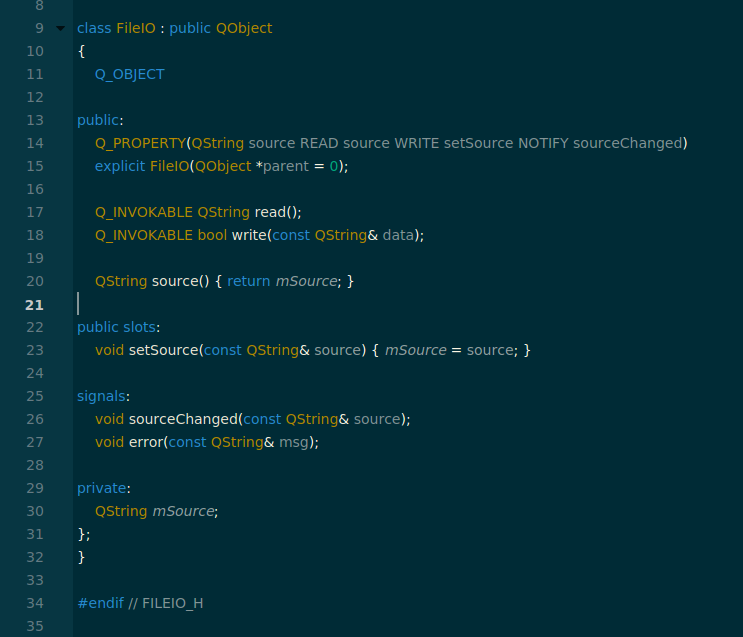 8
9 class FileIO : public QObject
10 {
11 Q_OBJECT
12
13 public:
14 Q_PROPERTY(QString source READ source WRITE setSource NOTIFY sourceChanged)
15 explicit FileIO(QObject *parent = 0);
16
17 Q_INVOKABLE QString read();
18 Q_INVOKABLE bool write(const QString& data);
19
20 QString source() { return mSource; }
21
22 public slots:
23 void setSource(const QString& source) { mSource = source; }
24
25 signals:
26 void sourceChanged(const QString& source);
27 void error(const QString& msg);
28
29 private:
30 QString mSource;
31 };
32 }
33
34 #endif // FILEIO_H
35